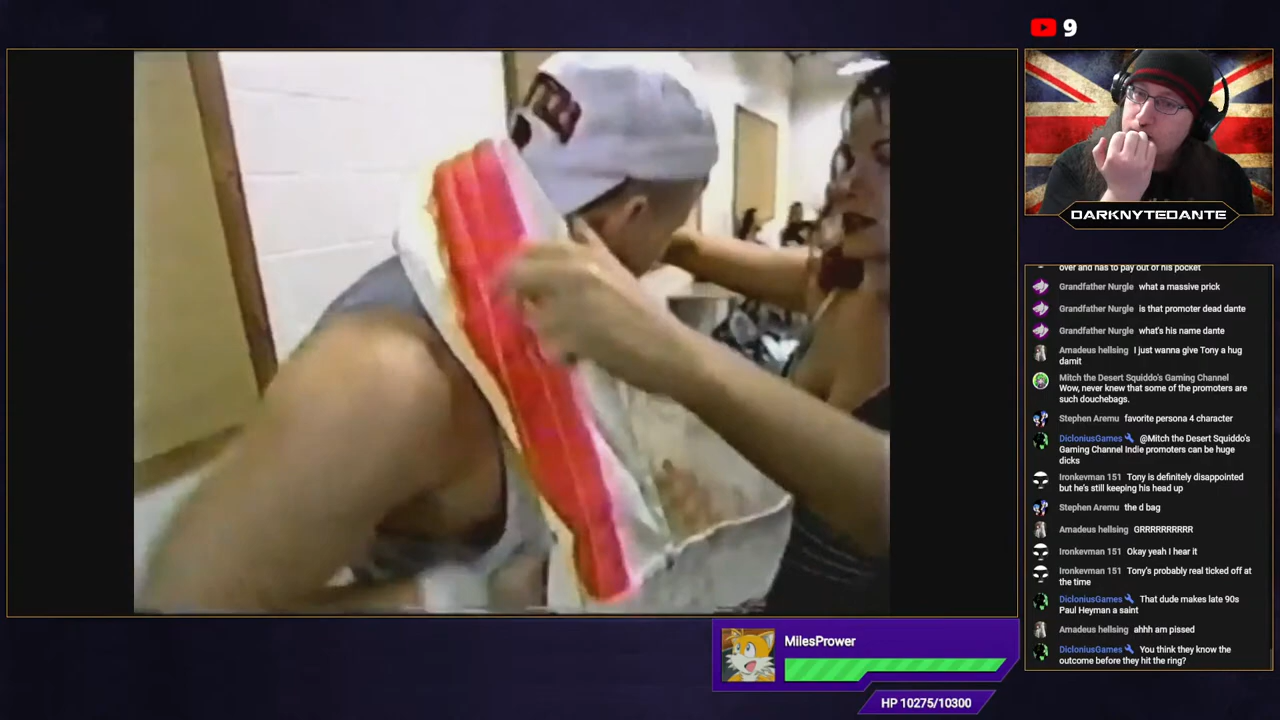 9
DARKNYTEDANTE
over and has to pay out of his pocket
Grandfather Nurgle what a massive prick
Grandfather Nurgle is that promoter dead dante
Grandfather Nurgle what's his name dante
Amadeus hellsing I just wanna give Tony a hug
damit
Mitch the Desert Squiddo's Gaming Channel
Wow, never knew that some of the promoters are
such douchebags.
Stephen Aremu favorite persona 4 character
DicloniusGames @Mitch the Desert Squiddo's
Gaming Channel Indie promoters can be huge
dicks
Ironkevman 151 Tony is definitely disappointed
but he's still keeping his head up
Stephen Aremu the d bag
Amadeus hellsing GRRRRRRRRRR
Ironkevman 151 Okay yeah I hear it
Ironkevman 151 Tony's probably real ticked off at
the time
DicloniusGames That dude makes late 90s
Paul Heyman a saint
Amadeus hellsing ahhh am pissed
DicloniusGames You think they know the
outcome before they hit the ring?
MilesPrower
HP 10275/10300